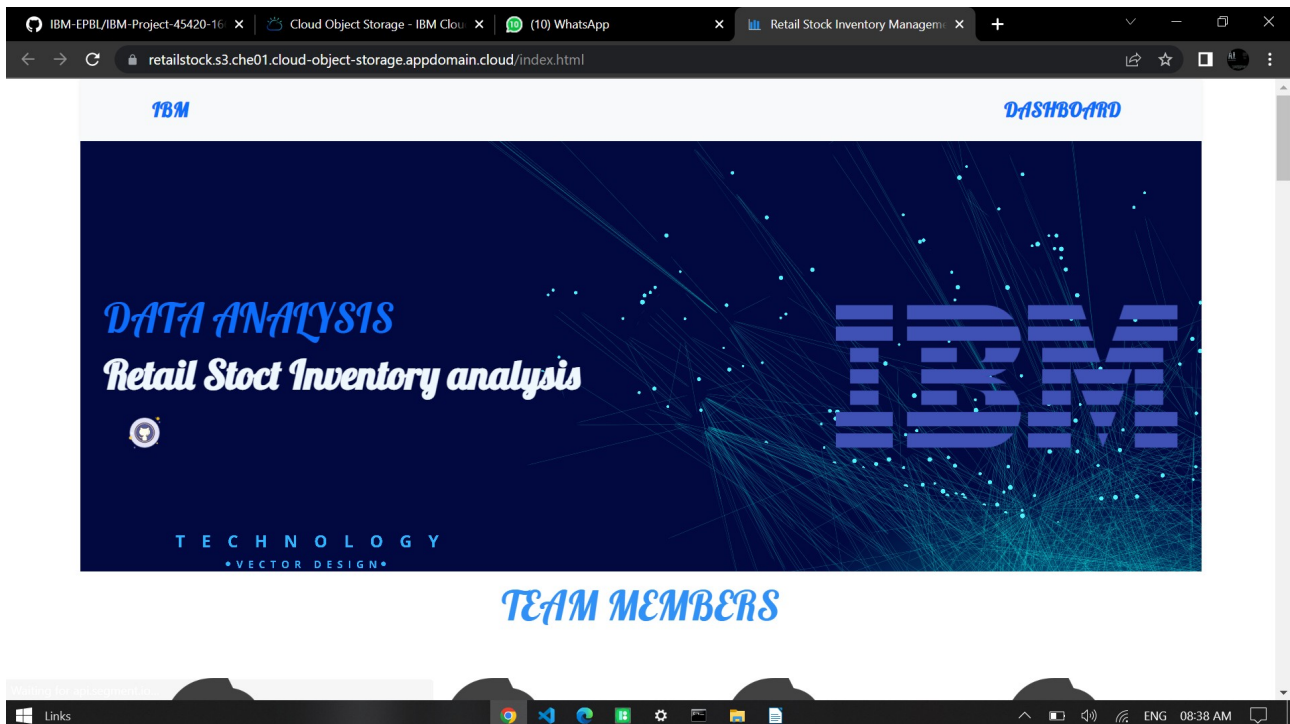 IBM-EPBL/IBM-Project-45420-16
Cloud Object Storage - IBM Clou
(10) WhatsApp
Retail Stock Inventory Managem
retailstock.s3.che01.cloud-object-storage.appdomain.cloud/index.html
IBM
DASHBOARD
DATA ANALYSIS
Retail Stoct Inventory analysis
IBM
TECHNOLOGY
•VECTOR DESIGN•
TEAM MEMBERS
Links
ENG 08:38 AM